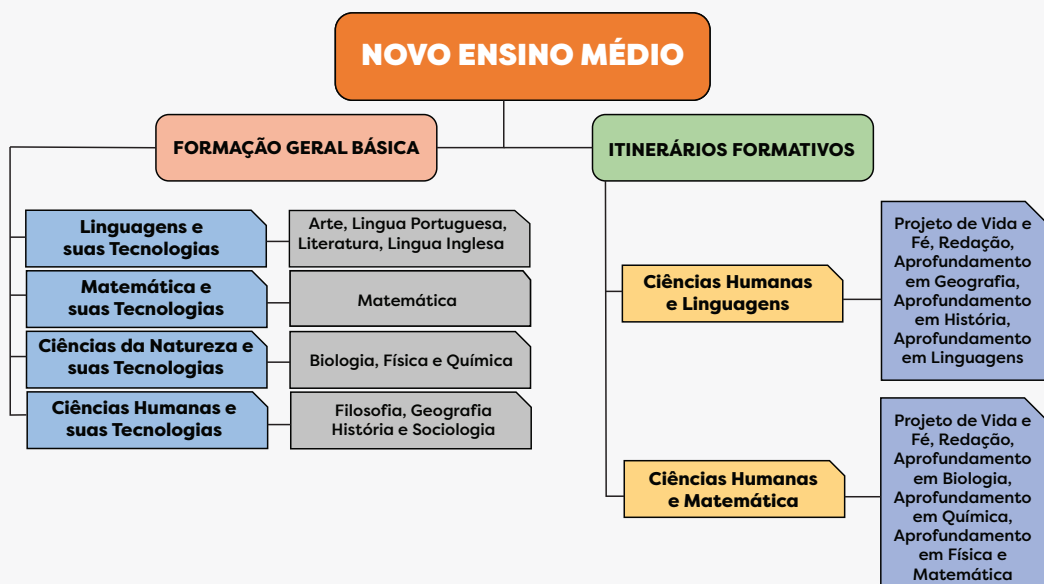 NOVO ENSINO MÉDIO
FORMAÇÃO GERAL BÁSICA
Linguagens e
suas Tecnologias
Arte, Lingua Portuguesa,
Literatura, Lingua Inglesa
Matemática e
suas Tecnologias
Matemática
Ciências da Natureza e
suas Tecnologias
Biologia, Física e Química
Ciências Humanas e
suas Tecnologias
Filosofia, Geografia
História e Sociologia
ITINERÁRIOS FORMATIVOS
Ciências Humanas
e Linguagens
Projeto de Vida e
Fé, Redação,
Aprofundamento
em Geografia,
Aprofundamento
em História,
Aprofundamento
em Linguagens
Ciências Humanas
e Matemática
Projeto de Vida e
Fé, Redação,
Aprofundamento
em Biologia,
Aprofundamento
em Química,
Aprofundamento
em Física e
Matemática